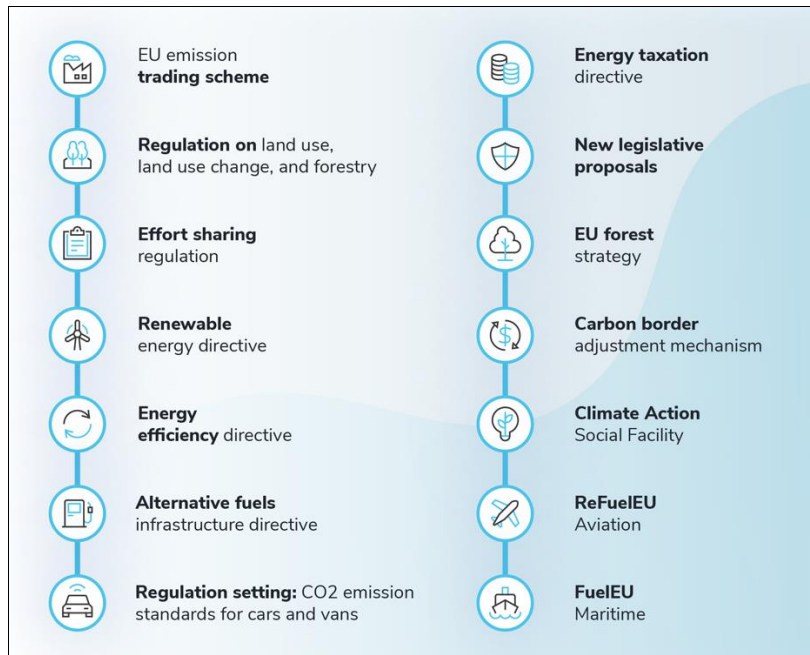 EU emission
trading scheme
Regulation on land use,
land use change, and forestry
Effort sharing
regulation
Renewable
energy directive
Energy
efficiency directive
Alternative fuels
infrastructure directive
Regulation setting: CO2 emission
standards for cars and vans
Energy taxation
directive
New legislative
proposals
EU forest
strategy
Carbon border
adjustment mechanism
Climate Action
Social Facility
ReFuelEU
Aviation
FuelEU
Maritime